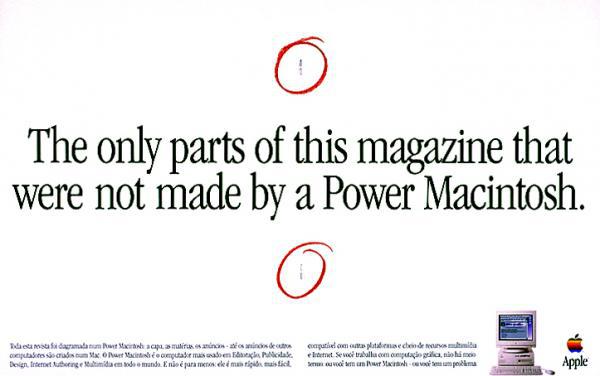 The only parts of this magazine that
were not made by a Power Macintosh.
Toda esta revista foi diagramada num Power Macintosh: a capa, as matérias, os anúncios - até os anúncios de outros
computadores são criados num Mac. O Power Macintosh é o computador mais usado em Editoração, Publicidade,
Design, Internet Authoring e Multimídia em todo o mundo. E não é para menos: ele é mais rápido, mais fácil,
compatível com outras plataformas e cheio de recursos multimídia
e Internet. Se você trabalha com computação gráfica, não há meio
termo: ou você tem um Power Macintosh - ou você tem um problema
Apple